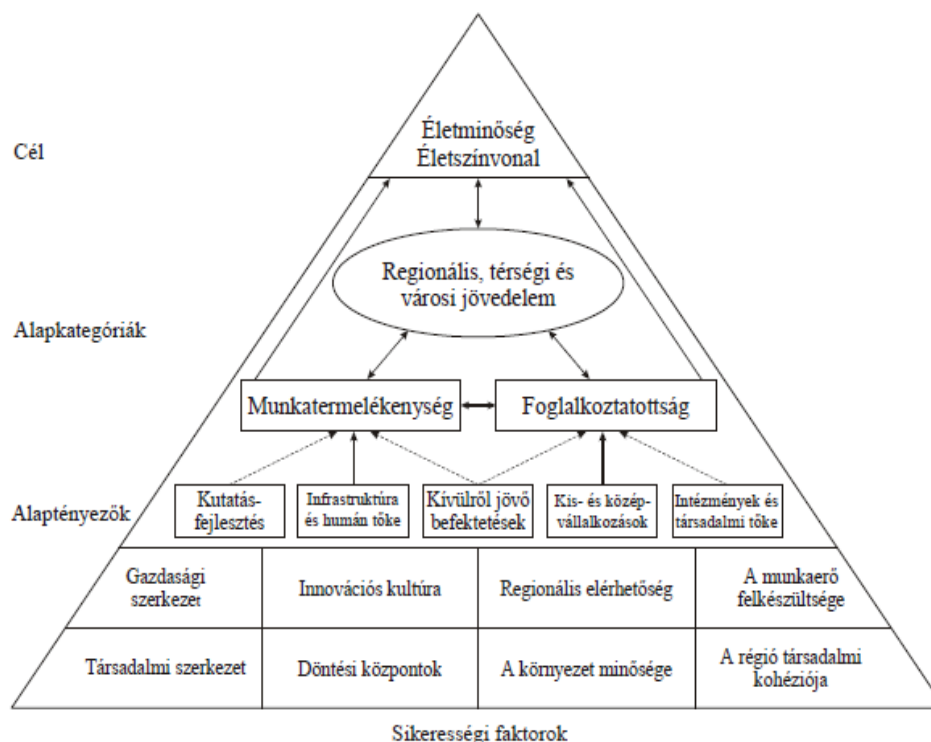 Cél
Életminőség
Életszínvonal
Regionális, térségi és
városi jövedelem
Alapkategóriák
Munkatermelékenység
Foglalkoztatottság
Alaptényezők
Kutatás-
fejlesztés
Infrastruktúra
és humán tőke
Kívülről jövő
befektetések
Kis- és közép-
vállalkozások
Intézmények és
társadalmi tőke
Gazdasági
szerkezet
Innovációs kultúra
Regionális elérhetőség
A munkaerő
felkészültsége
Társadalmi szerkezet
Döntési központok
A környezet minősége
A régió társadalmi
kohéziója
Sikerességi faktorok